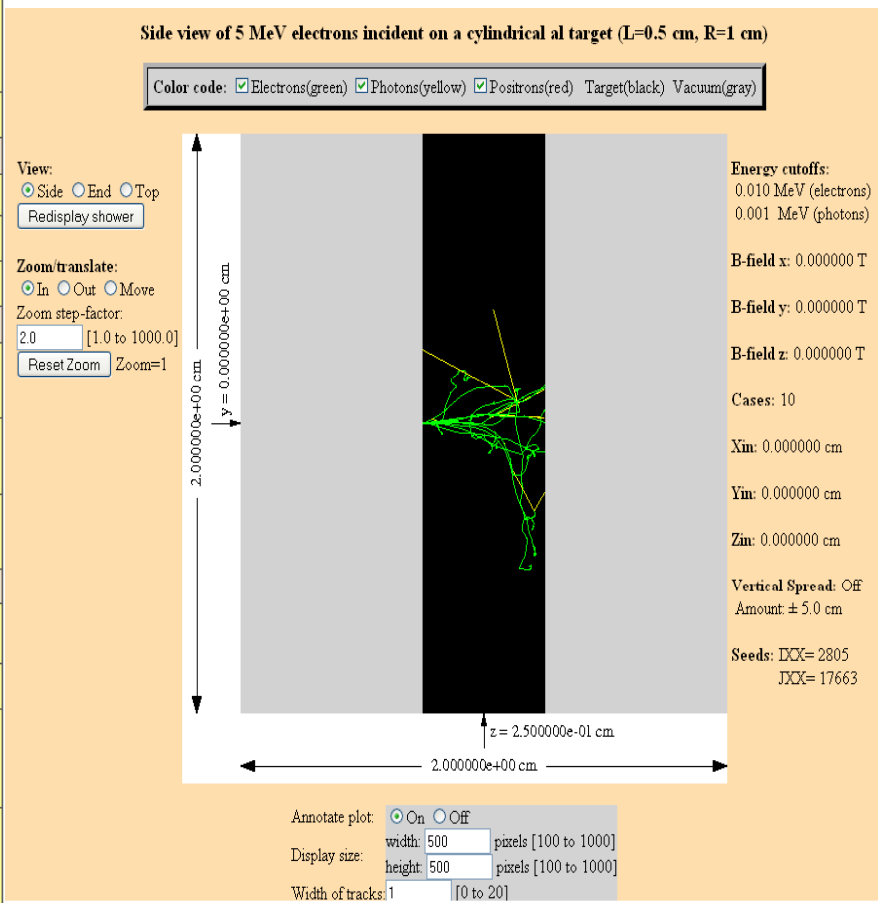 Side view of 5 MeV electrons incident on a cylindrical al target (L=0.5 cm, R=1 cm)
Color code: Electrons(green) Photons(yellow) Positrons(red) Target(black) Vacuum(gray)
View:
Side End Top
Redisplay shower
Zoom/translate:
In Out Move
Zoom step-factor:
2.0 [1.0 to 1000.0]
Reset Zoom Zoom=1
2.000000e+00 cm
y = 0.000000e+00 cm
z = 2.500000e-01 cm
2.000000e+00 cm
Energy cutoffs:
0.010 MeV (electrons)
0.001 MeV (photons)
B-field x: 0.000000 T
B-field y: 0.000000 T
B-field z: 0.000000 T
Cases: 10
Xin: 0.000000 cm
Yin: 0.000000 cm
Zin: 0.000000 cm
Vertical Spread: Off
Amount: ± 5.0 cm
Seeds: IXX= 2805
JXX= 17663
Annotate plot: On Off
Display size:
width: 500 pixels [100 to 1000]
height: 500 pixels [100 to 1000]
Width of tracks: 1 [0 to 20]